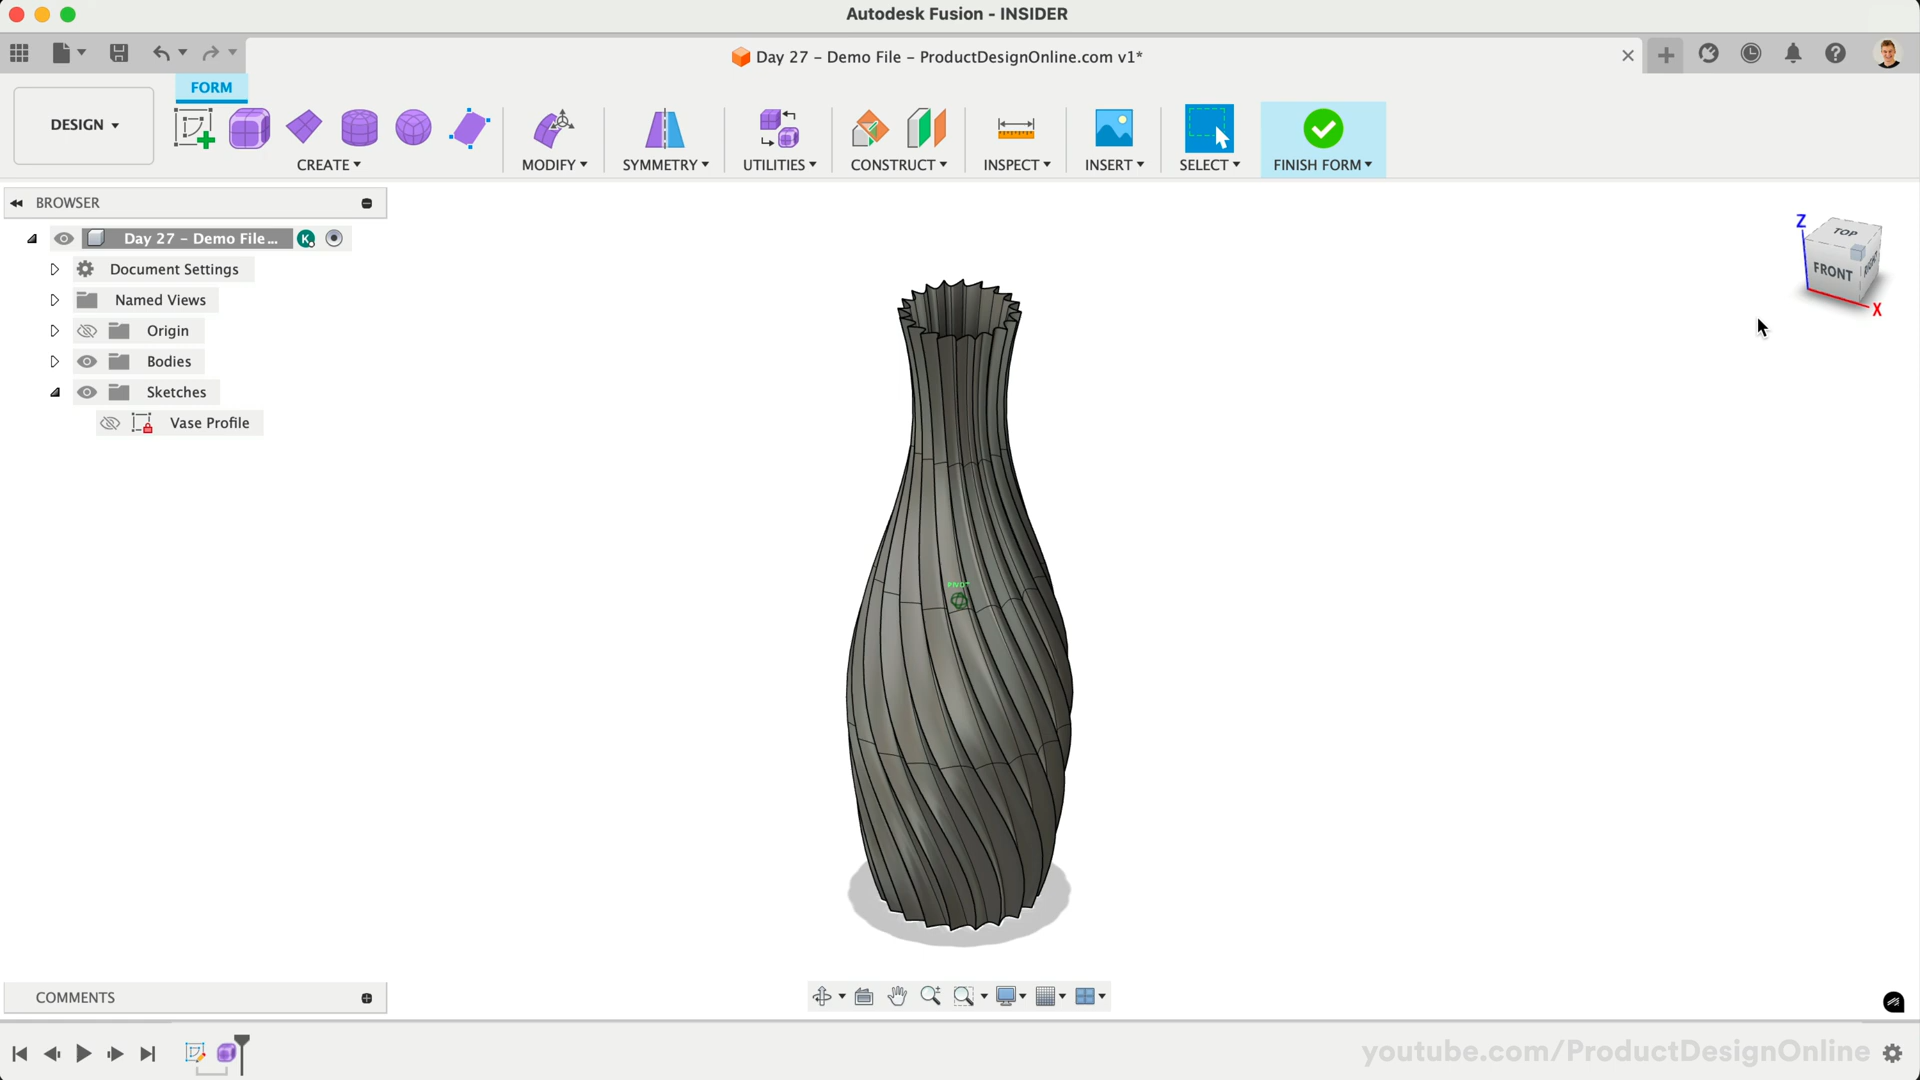 Autodesk Fusion - INSIDER
Day 27 - Demo File - ProductDesignOnline.com v1*
FORM
DESIGN
CREATE
MODIFY
SYMMETRY
UTILITIES
CONSTRUCT
INSPECT
INSERT
SELECT
FINISH FORM
BROWSER
Day 27 - Demo File...
K
Document Settings
Named Views
Origin
Bodies
Sketches
Vase Profile
Z
TOP
FRONT
RIGHT
X
COMMENTS
youtube.com/ProductDesignOnline